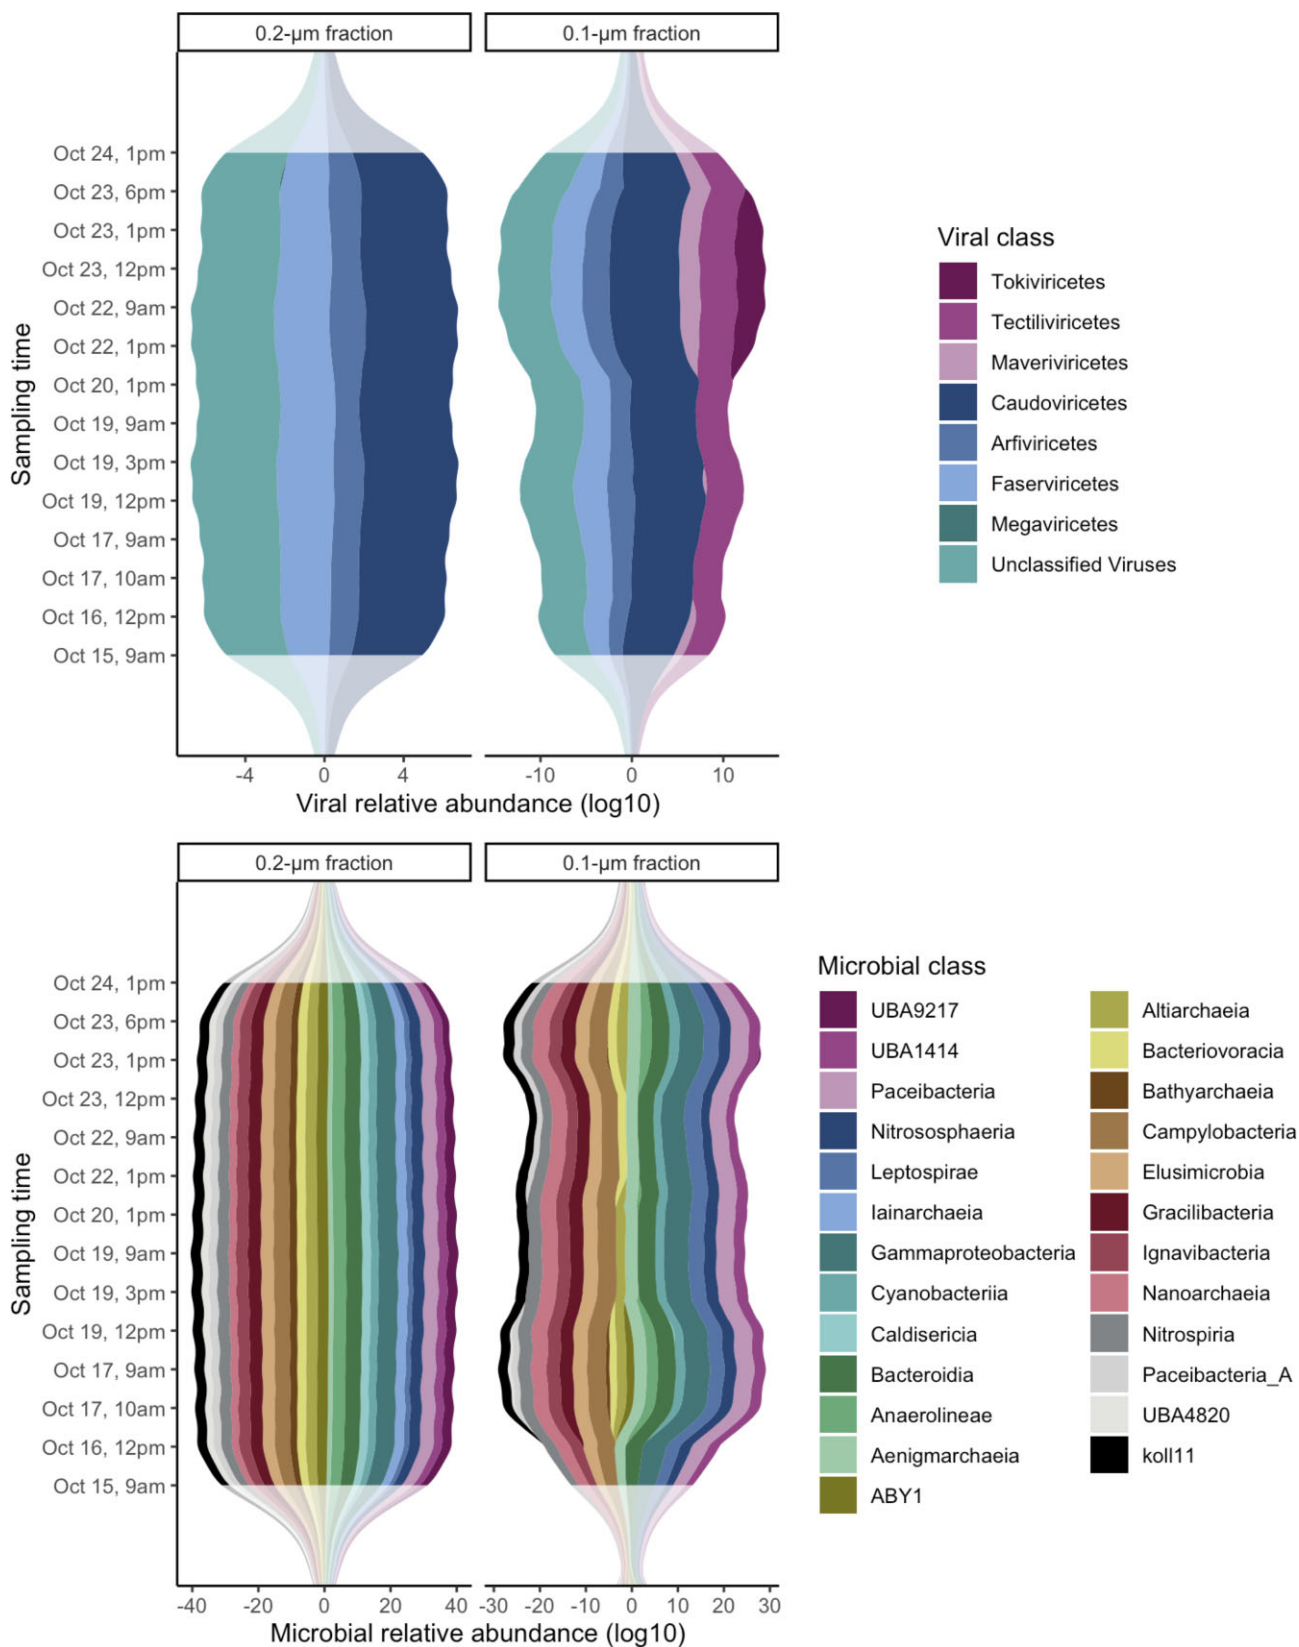 0.2-µm fraction 0.1-µm fraction
Oct 24, 1pm
Oct 23, 6pm
Oct 23, 1pm
Oct 23, 12pm
Oct 22, 9am
Oct 22, 1pm
Oct 20, 1pm
Oct 19, 9am
Oct 19, 3pm
Oct 19, 12pm
Oct 17, 9am
Oct 17, 10am
Oct 16, 12pm
Oct 15, 9am
Sampling time
-4 0 4 -10 0 10
Viral relative abundance (log10)
Viral class
Tokiviricetes
Tectiliviricetes
Maveriviricetes
Caudoviricetes
Arfiviricetes
Faserviricetes
Megaviricetes
Unclassified Viruses
0.2-µm fraction 0.1-µm fraction
Oct 24, 1pm
Oct 23, 6pm
Oct 23, 1pm
Oct 23, 12pm
Oct 22, 9am
Oct 22, 1pm
Oct 20, 1pm
Oct 19, 9am
Oct 19, 3pm
Oct 19, 12pm
Oct 17, 9am
Oct 17, 10am
Oct 16, 12pm
Oct 15, 9am
Sampling time
-40 -20 0 20 40 -30 -20 -10 0 10 20 30
Microbial relative abundance (log10)
Microbial class
UBA9217
UBA1414
Paceibacteria
Nitrososphaeria
Leptospirae
Iainarchaeia
Gammaproteobacteria
Cyanobacteriia
Caldisericia
Bacteroidia
Anaerolineae
Aenigmarchaeia
ABY1
Altiarchaeia
Bacteriovoracia
Bathyarchaeia
Campylobacteria
Elusimicrobia
Gracilibacteria
Ignavibacteria
Nanoarchaeia
Nitrospiria
Paceibacteria_A
UBA4820
koll11